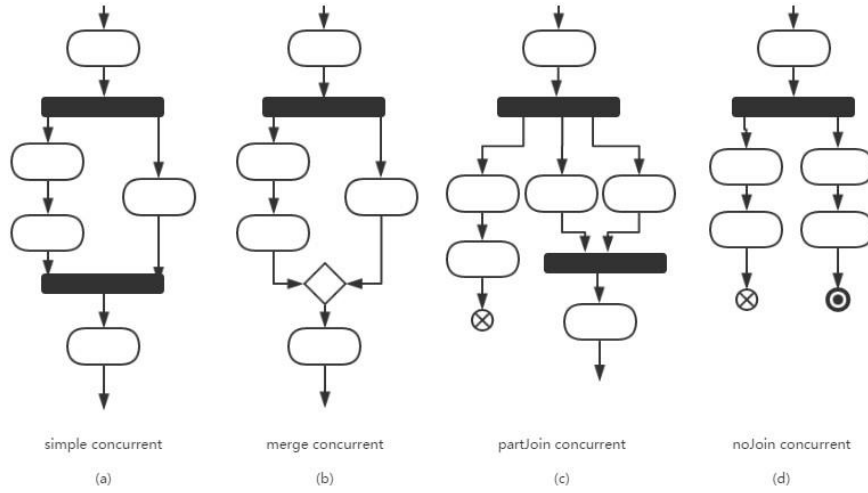 simple concurrent
merge concurrent
partJoin concurrent
noJoin concurrent
(a)
(b)
(c)
(d)